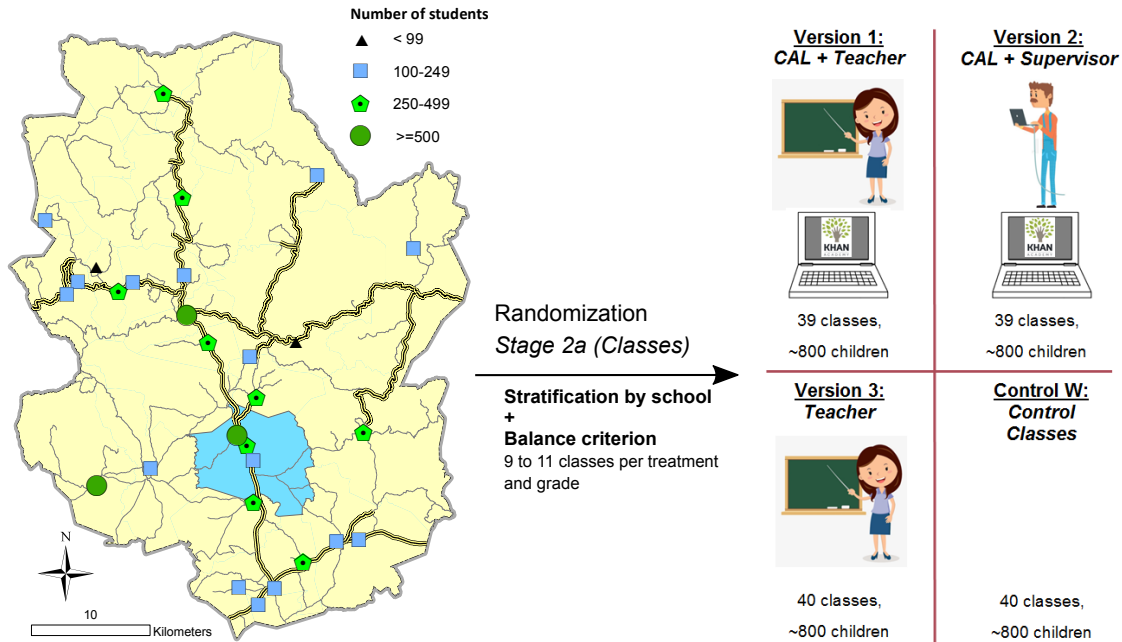 Number of students
< 99
100-249
250-499
>=500
N
10
Kilometers
Randomization
Stage 2a (Classes)
Stratification by school
+
Balance criterion
9 to 11 classes per treatment
and grade
Version 1:
CAL + Teacher
KHAN
ACADEMY
39 classes,
~800 children
Version 2:
CAL + Supervisor
KHAN
ACADEMY
39 classes,
~800 children
Version 3:
Teacher
40 classes,
~800 children
Control W:
Control
Classes
40 classes,
~800 children